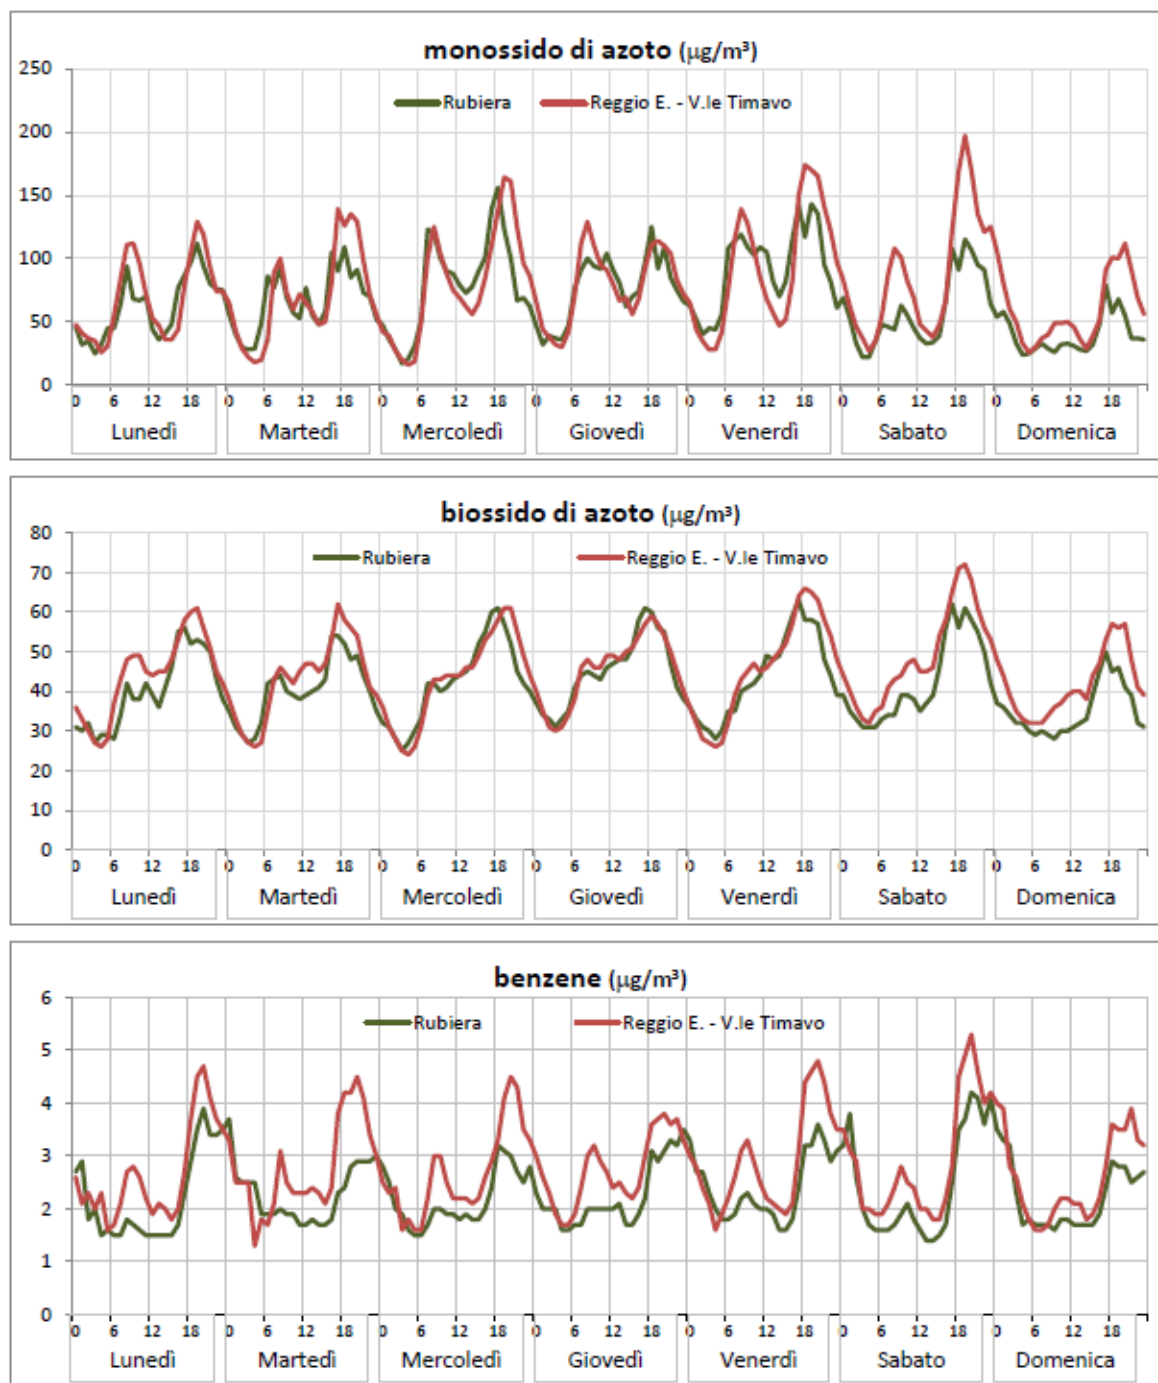 monossido di azoto (µg/m³)
250
Rubiera Reggio E. - V.le Timavo
200
150
100
50
0
0 6 12 18 0 6 12 18 0 6 12 18 0 6 12 18 0 6 12 18 0 6 12 18 0 6 12 18
Lunedì Martedì Mercoledì Giovedì Venerdì Sabato Domenica
biossido di azoto (µg/m³)
80
Rubiera Reggio E. - V.le Timavo
70
60
50
40
30
20
10
0
0 6 12 18 0 6 12 18 0 6 12 18 0 6 12 18 0 6 12 18 0 6 12 18 0 6 12 18
Lunedì Martedì Mercoledì Giovedì Venerdì Sabato Domenica
benzene (µg/m³)
6
Rubiera Reggio E. - V.le Timavo
5
4
3
2
1
0
0 6 12 18 0 6 12 18 0 6 12 18 0 6 12 18 0 6 12 18 0 6 12 18 0 6 12 18
Lunedì Martedì Mercoledì Giovedì Venerdì Sabato Domenica